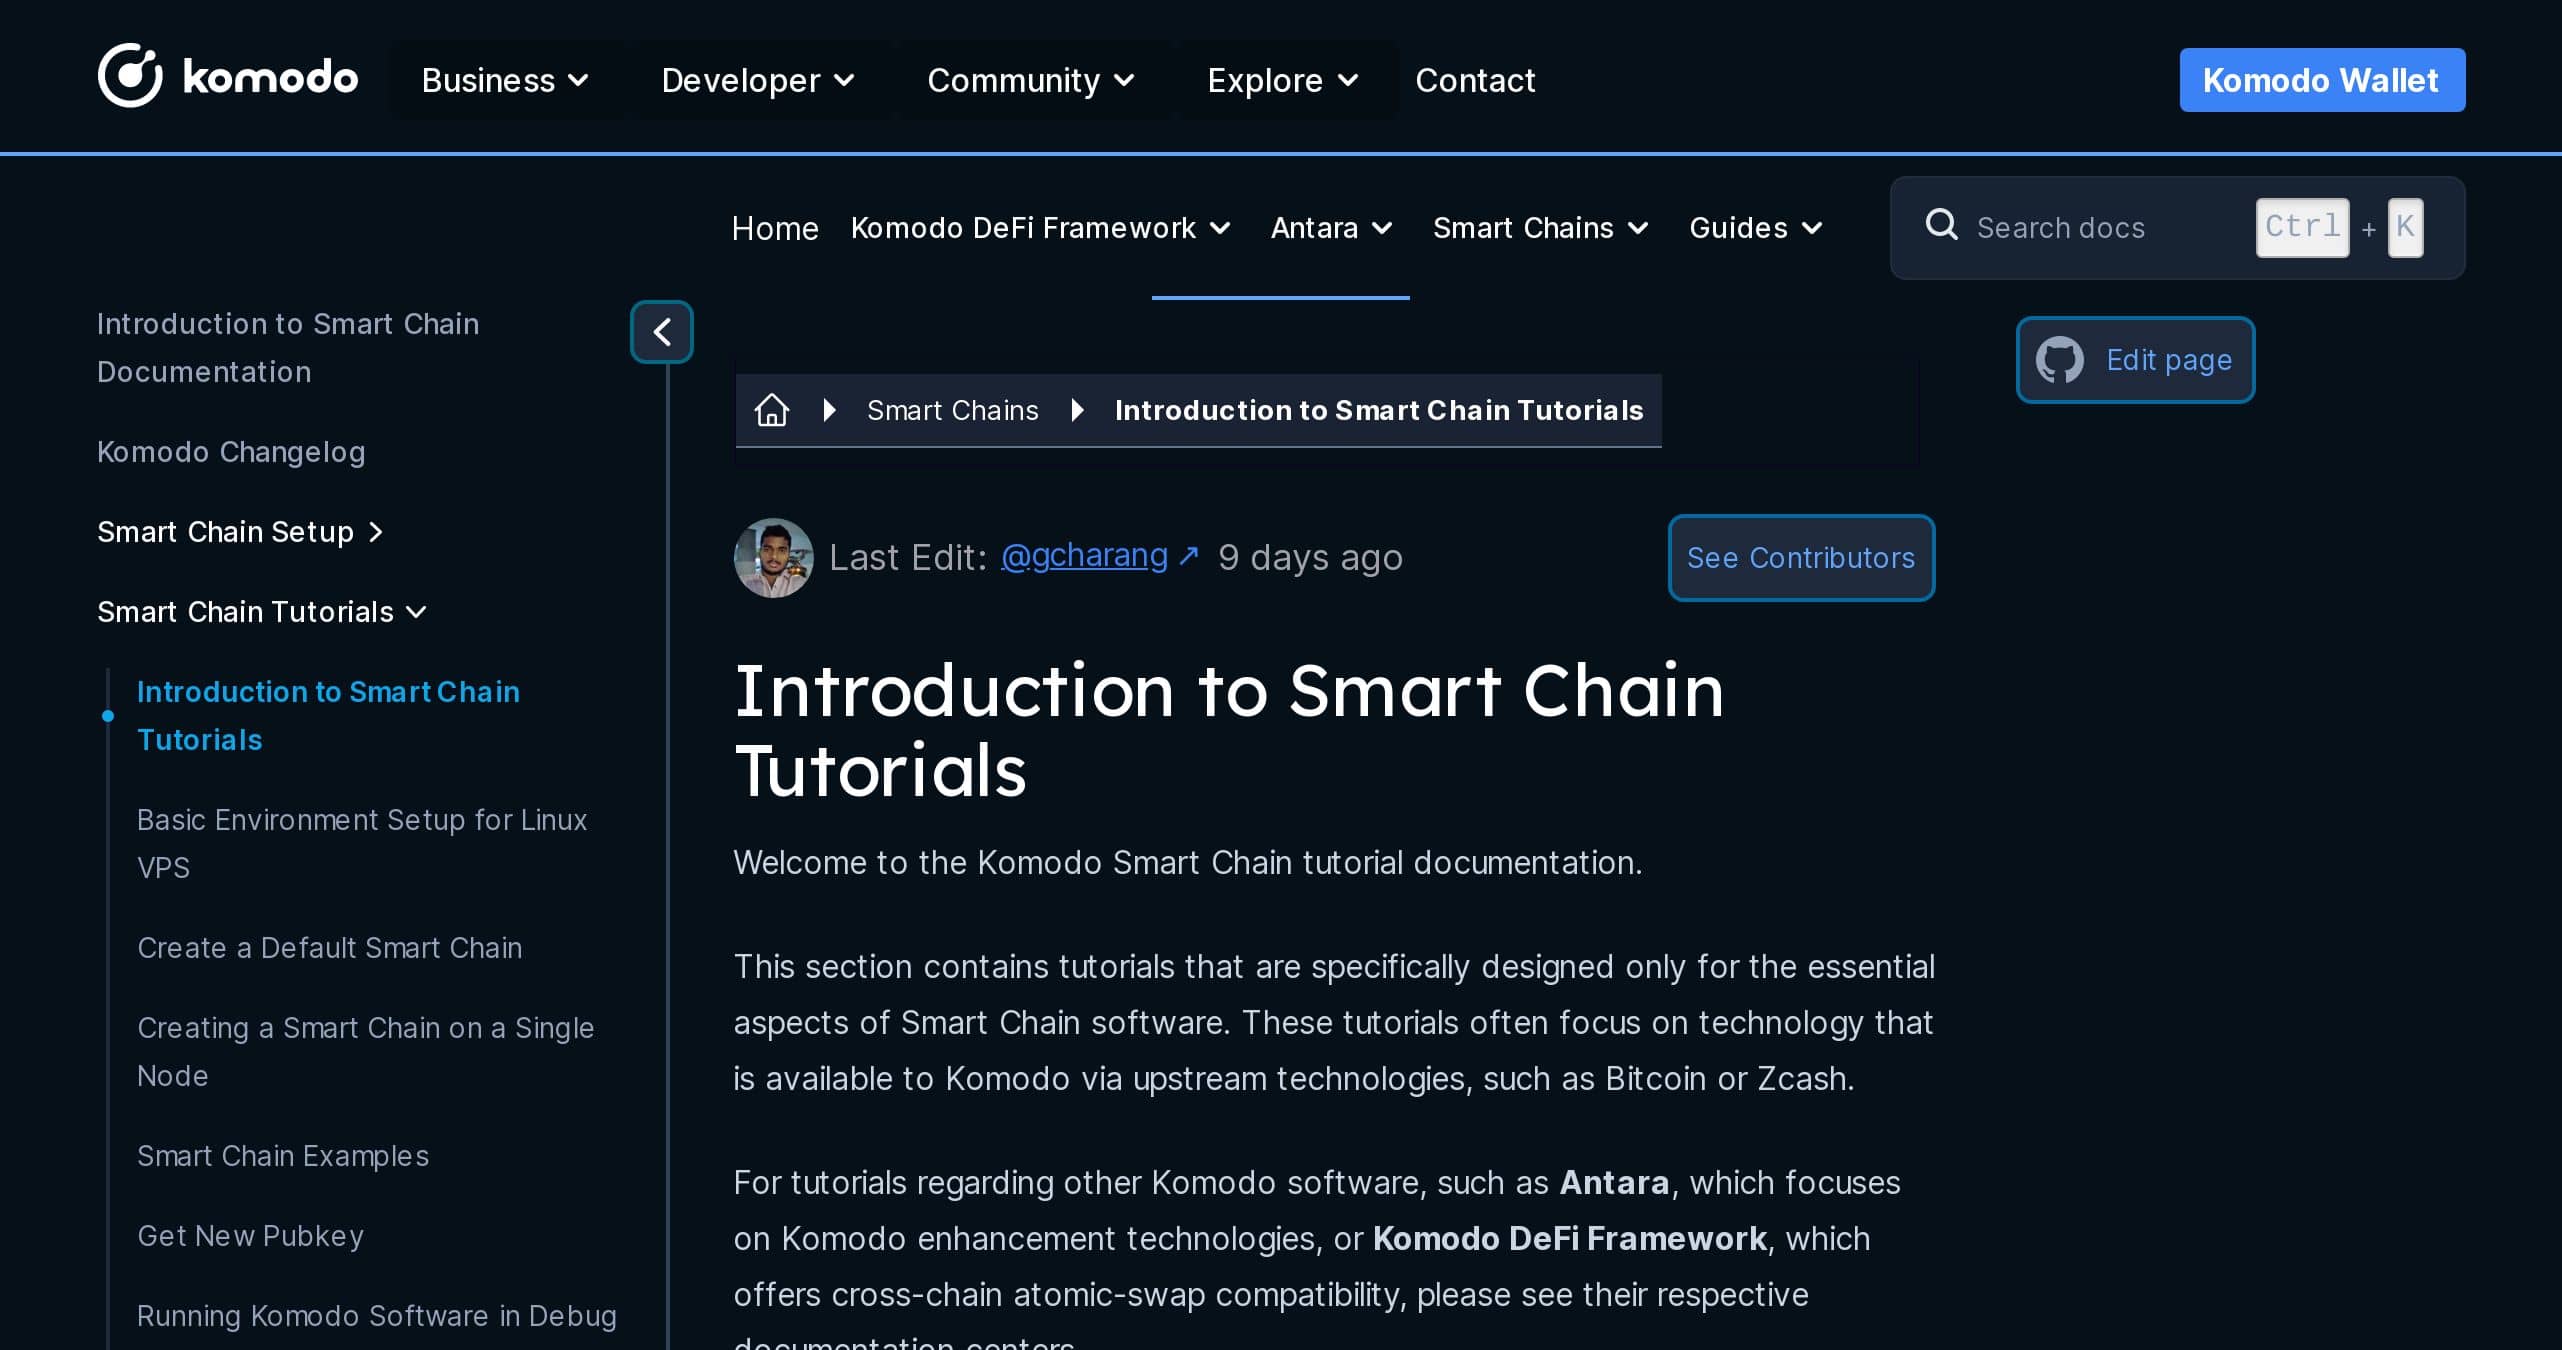 komodo
Business
Developer
Community
Explore
Contact
Komodo Wallet
Home
Komodo DeFi Framework
Antara
Smart Chains
Guides
Search docs
Ctrl + K
Introduction to Smart Chain
Documentation
Komodo Changelog
Smart Chain Setup
Smart Chain Tutorials
Introduction to Smart Chain
Tutorials
Basic Environment Setup for Linux
VPS
Create a Default Smart Chain
Creating a Smart Chain on a Single
Node
Smart Chain Examples
Get New Pubkey
Running Komodo Software in Debug
Smart Chains
Introduction to Smart Chain Tutorials
Edit page
Last Edit: @gcharang ↗ 9 days ago
See Contributors
Introduction to Smart Chain
Tutorials
Welcome to the Komodo Smart Chain tutorial documentation.
This section contains tutorials that are specifically designed only for the essential
aspects of Smart Chain software. These tutorials often focus on technology that
is available to Komodo via upstream technologies, such as Bitcoin or Zcash.
For tutorials regarding other Komodo software, such as Antara, which focuses
on Komodo enhancement technologies, or Komodo DeFi Framework, which
offers cross-chain atomic-swap compatibility, please see their respective
documentation centers.